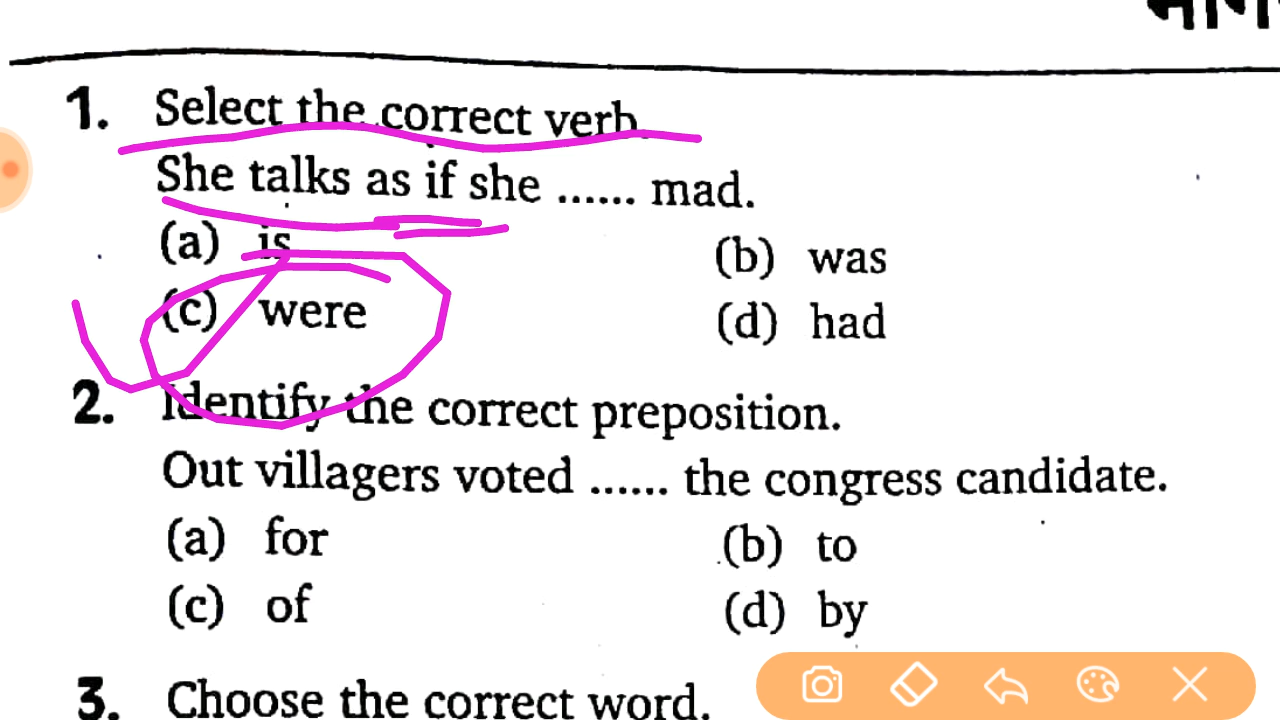 1. Select the correct verb.
She talks as if she ...... mad.
(a) is (b) was
(c) were (d) had
2. Identify the correct preposition.
Out villagers voted ...... the congress candidate.
(a) for (b) to
(c) of (d) by
3. Choose the correct word.